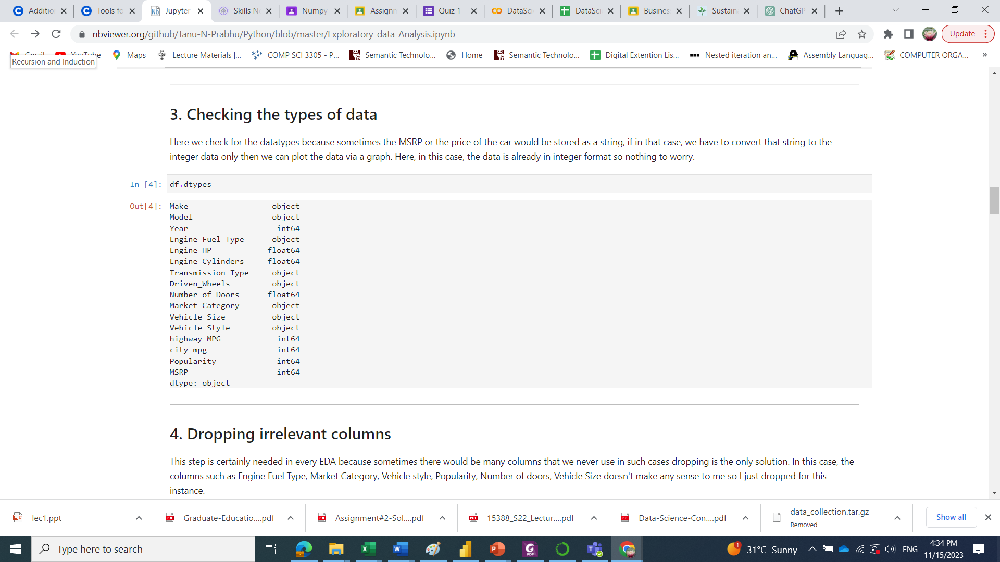 Additio
Tools fo
Jupyter
Skills N
Numpy
Assignm
Quiz 1 -
DataSci
DataSci
Busines
Sustain
ChatGP
nbviewer.org/github/Tanu-N-Prabhu/Python/blob/master/Exploratory_data_Analysis.ipynb
Update
Gmail
YouTube
Maps
Lecture Materials |...
COMP SCI 3305 - P...
Semantic Technolo...
Home
Semantic Technolo...
Digital Extention Lis...
Nested iteration an...
Assembly Languag...
COMPUTER ORGA...
»
Recursion and Induction
3. Checking the types of data
Here we check for the datatypes because sometimes the MSRP or the price of the car would be stored as a string, if in that case, we have to convert that string to the
integer data only then we can plot the data via a graph. Here, in this case, the data is already in integer format so nothing to worry.
In [4]: df.dtypes
Out[4]: Make object
Model object
Year int64
Engine Fuel Type object
Engine HP float64
Engine Cylinders float64
Transmission Type object
Driven_Wheels object
Number of Doors float64
Market Category object
Vehicle Size object
Vehicle Style object
highway MPG int64
city mpg int64
Popularity int64
MSRP int64
dtype: object
4. Dropping irrelevant columns
This step is certainly needed in every EDA because sometimes there would be many columns that we never use in such cases dropping is the only solution. In this case, the
columns such as Engine Fuel Type, Market Category, Vehicle style, Popularity, Number of doors, Vehicle Size doesn't make any sense to me so I just dropped for this
instance.
lec1.ppt
Graduate-Educatio....pdf
Assignment#2-Sol....pdf
15388_S22_Lectur....pdf
Data-Science-Con....pdf
data_collection.tar.gz
Removed
Show all
Type here to search
31°C Sunny
ENG
4:34 PM
11/15/2023